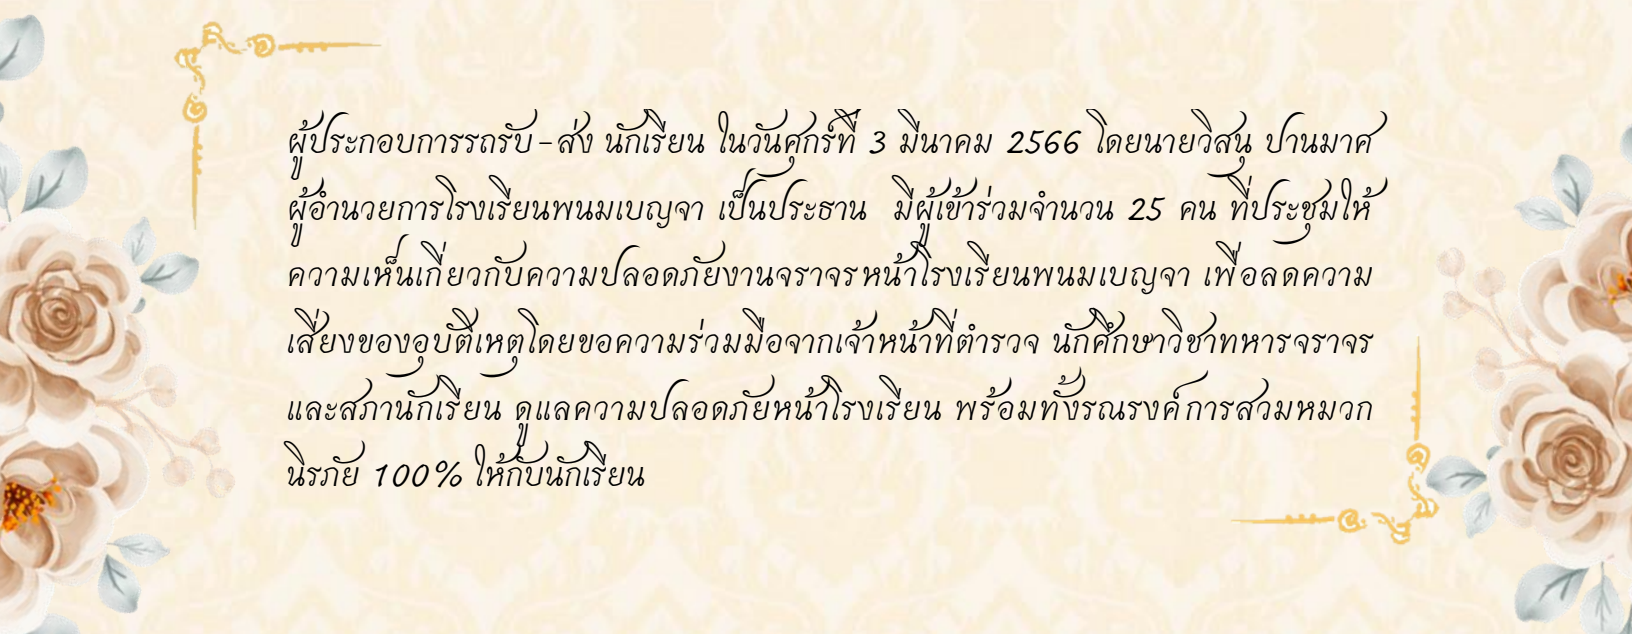 ผู้ประกอบการรถรับ-ส่ง นักเรียน ในวันศุกร์ที่ 3 มีนาคม 2566 โดยนายวิสนุ ปานมาศ
ผู้อำนวยการโรงเรียนพนมเบญจา เป็นประธาน มีผู้เข้าร่วมจำนวน 25 คน ที่ประชุมให้
ความเห็นเกี่ยวกับความปลอดภัยงานจราจรหน้าโรงเรียนพนมเบญจา เพื่อลดความ
เสี่ยงของอุบัติเหตุโดยขอความร่วมมือจากเจ้าหน้าที่ตำรวจ นักศึกษาวิชาทหารจราจร
และสภานักเรียน ดูแลความปลอดภัยหน้าโรงเรียน พร้อมทั้งรณรงค์การสวมหมวก
นิรภัย 100% ให้กับนักเรียน